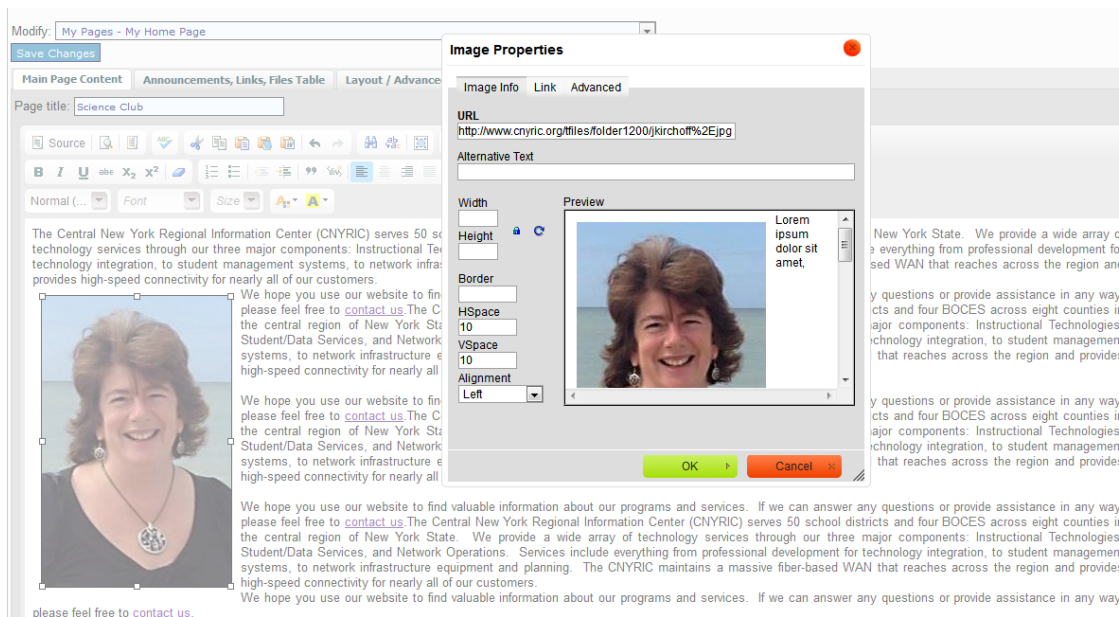 Modify: My Pages - My Home Page
Save Changes
Main Page Content Announcements, Links, Files Table Layout / Advance
Page title: Science Club
Source
B I U abc X2 X2
Normal (... Font Size A A
The Central New York Regional Information Center (CNYRIC) serves 50 sc
technology services through our three major components: Instructional Te
technology integration, to student management systems, to network infras
provides high-speed connectivity for nearly all of our customers.
We hope you use our website to fin
please feel free to contact us.The C
the central region of New York Sta
Student/Data Services, and Network
systems, to network infrastructure e
high-speed connectivity for nearly all
We hope you use our website to fin
please feel free to contact us.The C
the central region of New York Sta
Student/Data Services, and Network
systems, to network infrastructure e
high-speed connectivity for nearly all
Image Properties
Image Info Link Advanced
URL
http://www.cnyric.org/tfiles/folder1200/jkirchoff%2Ejpg
Alternative Text
Width
Height
Border
HSpace
10
VSpace
10
Alignment
Left
Preview
Lorem
ipsum
dolor sit
amet,
OK Cancel
New York State. We provide a wide array o
e everything from professional development fo
sed WAN that reaches across the region and
y questions or provide assistance in any way
cts and four BOCES across eight counties i
ajor components: Instructional Technologies
echnology integration, to student managemen
that reaches across the region and provides
y questions or provide assistance in any way
cts and four BOCES across eight counties i
ajor components: Instructional Technologies
echnology integration, to student managemen
that reaches across the region and provides
We hope you use our website to find valuable information about our programs and services. If we can answer any questions or provide assistance in any way
please feel free to contact us.The Central New York Regional Information Center (CNYRIC) serves 50 school districts and four BOCES across eight counties i
the central region of New York State. We provide a wide array of technology services through our three major components: Instructional Technologies
Student/Data Services, and Network Operations. Services include everything from professional development for technology integration, to student managemen
systems, to network infrastructure equipment and planning. The CNYRIC maintains a massive fiber-based WAN that reaches across the region and provides
high-speed connectivity for nearly all of our customers.
We hope you use our website to find valuable information about our programs and services. If we can answer any questions or provide assistance in any way
please feel free to contact us.